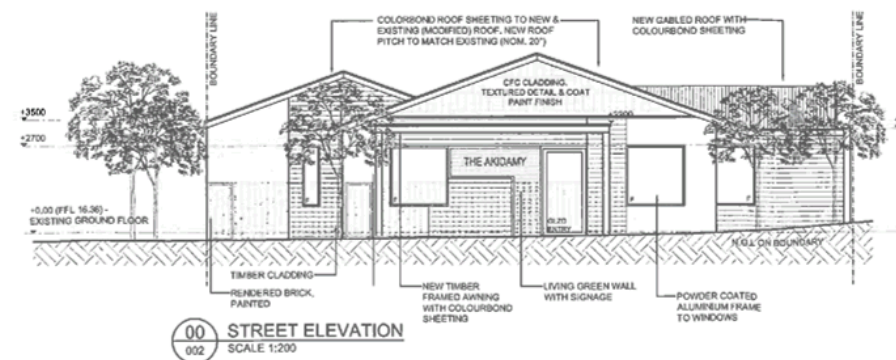 BOUNDARY LINE
COLORBOND ROOF SHEETING TO NEW &
EXISTING (MODIFIED) ROOF. NEW ROOF
PITCH TO MATCH EXISTING (NOM. 20°)
NEW GABLED ROOF WITH
COLOURBOND SHEETING
BOUNDARY LINE
CFC CLADDING,
TEXTURED DETAIL & COAT
PAINT FINISH
+3500
+2700
THE AKIDAMY
+0.00 (FFL 16.36) -
EXISTING GROUND FLOOR
F
F
GLZD
ENTRY
F
F
N.G.L ON BOUNDARY
TIMBER CLADDING
RENDERED BRICK,
PAINTED
NEW TIMBER
FRAMED AWNING
WITH COLOURBOND
SHEETING
LIVING GREEN WALL
WITH SIGNAGE
POWDER COATED
ALUMINIUM FRAME
TO WINDOWS
00
002
STREET ELEVATION
SCALE 1:200